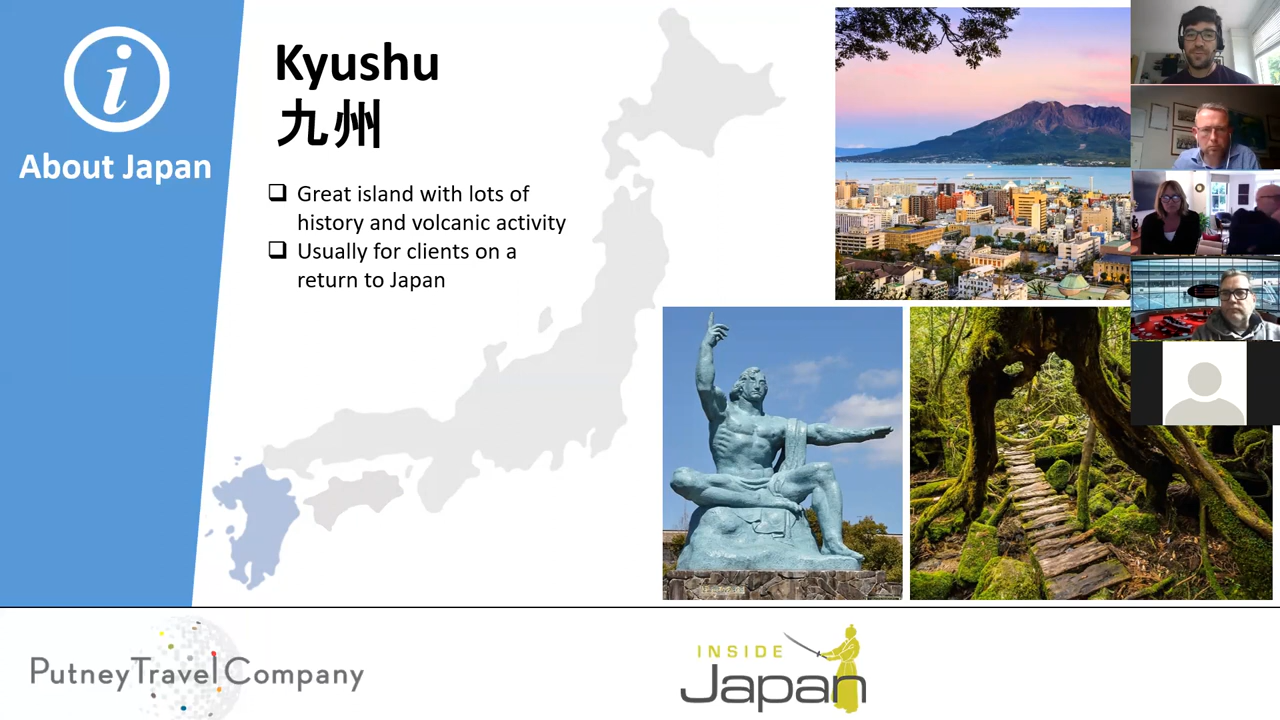 i
About Japan
Kyushu
九州
❑ Great island with lots of
history and volcanic activity
❑ Usually for clients on a
return to Japan
PutneyTravelCompany
INSIDE
Japan